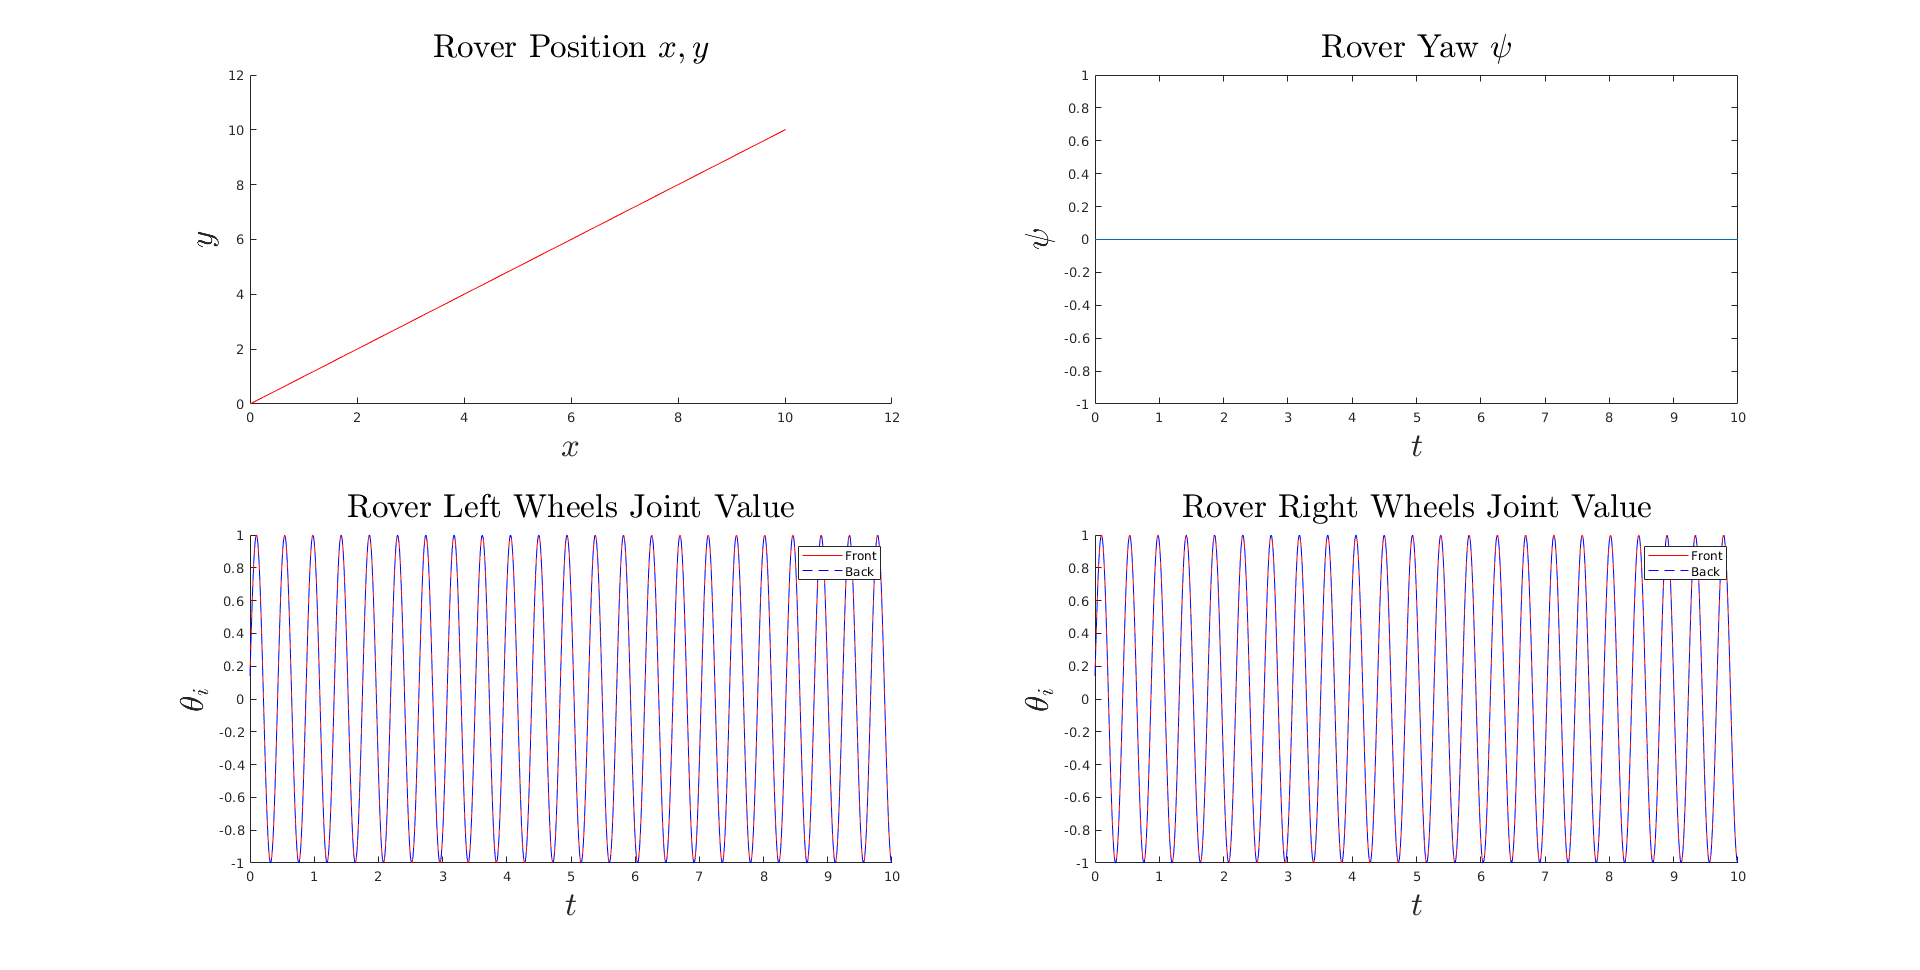 Rover Position x, y
12
10
8
6
4
2
0
y
0 2 4 6 8 10 12
x
Rover Yaw ψ
1
0.8
0.6
0.4
0.2
0
-0.2
-0.4
-0.6
-0.8
-1
ψ
0 1 2 3 4 5 6 7 8 9 10
t
Rover Left Wheels Joint Value
1
0.8
0.6
0.4
0.2
0
-0.2
-0.4
-0.6
-0.8
-1
θi
Front
Back
0 1 2 3 4 5 6 7 8 9 10
t
Rover Right Wheels Joint Value
1
0.8
0.6
0.4
0.2
0
-0.2
-0.4
-0.6
-0.8
-1
θi
Front
Back
0 1 2 3 4 5 6 7 8 9 10
t